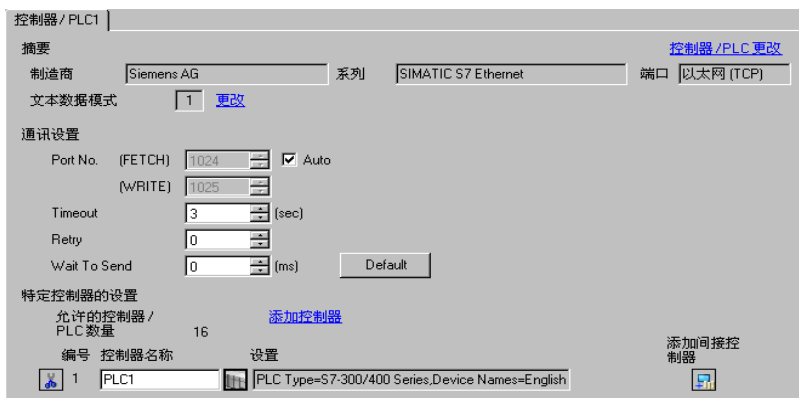 控制器/PLC1
摘要 控制器/PLC更改
制造商 Siemens AG 系列 SIMATIC S7 Ethernet 端口 以太网 (TCP)
文本数据模式 1 更改
通讯设置
Port No. (FETCH) 1024 Auto
(WRITE) 1025
Timeout 3 (sec)
Retry 0
Wait To Send 0 (ms) Default
特定控制器的设置
允许的控制器/ 添加控制器
PLC数量 16
添加间接控
编号 控制器名称 设置 制器
1 PLC1 PLC Type=S7-300/400 Series,Device Names=English